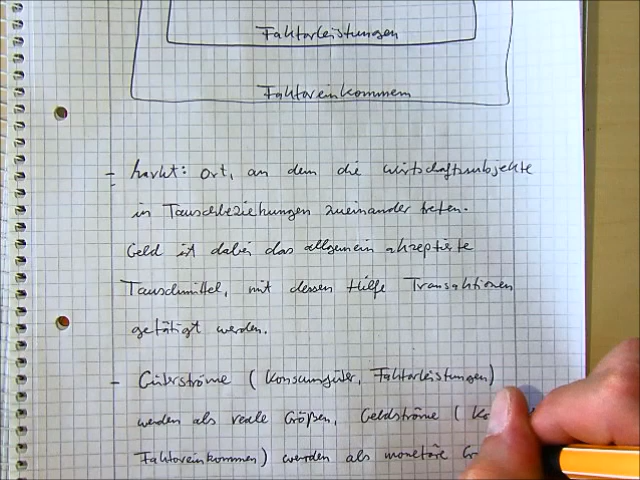 Faktorleistungen
Faktoreinkommen
- Markt: Ort, an dem die Wirtschaftssubjekte
in Tauschbeziehungen zueinander treten.
Geld ist dabei das allgemein akzeptierte
Tauschmittel, mit dessen Hilfe Transaktionen
getätigt werden.
- Güterströme (Konsumgüter, Faktorleistungen)
werden als reale Größen, Geldströme (
Faktoreinkommen) werden als monetäre